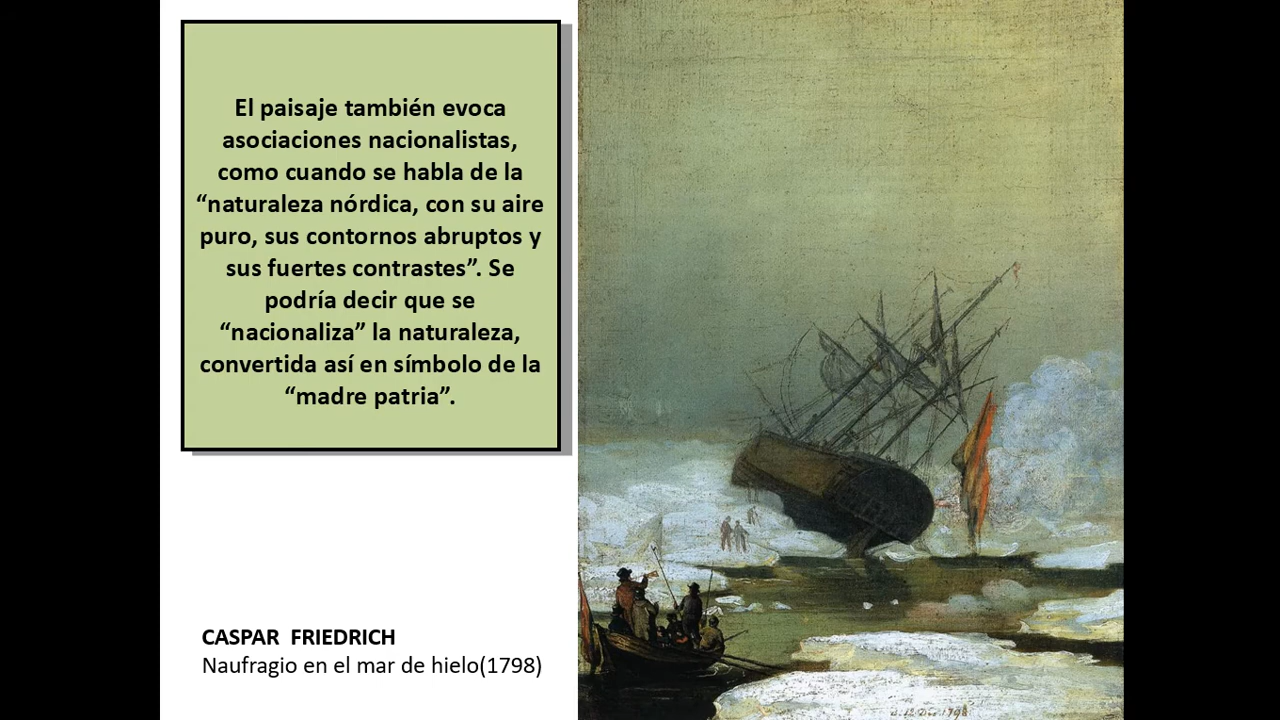 El paisaje también evoca
asociaciones nacionalistas,
como cuando se habla de la
“naturaleza nórdica, con su aire
puro, sus contornos abruptos y
sus fuertes contrastes”. Se
podría decir que se
“nacionaliza” la naturaleza,
convertida así en símbolo de la
“madre patria”.
CASPAR  FRIEDRICH
Naufragio en el mar de hielo(1798)